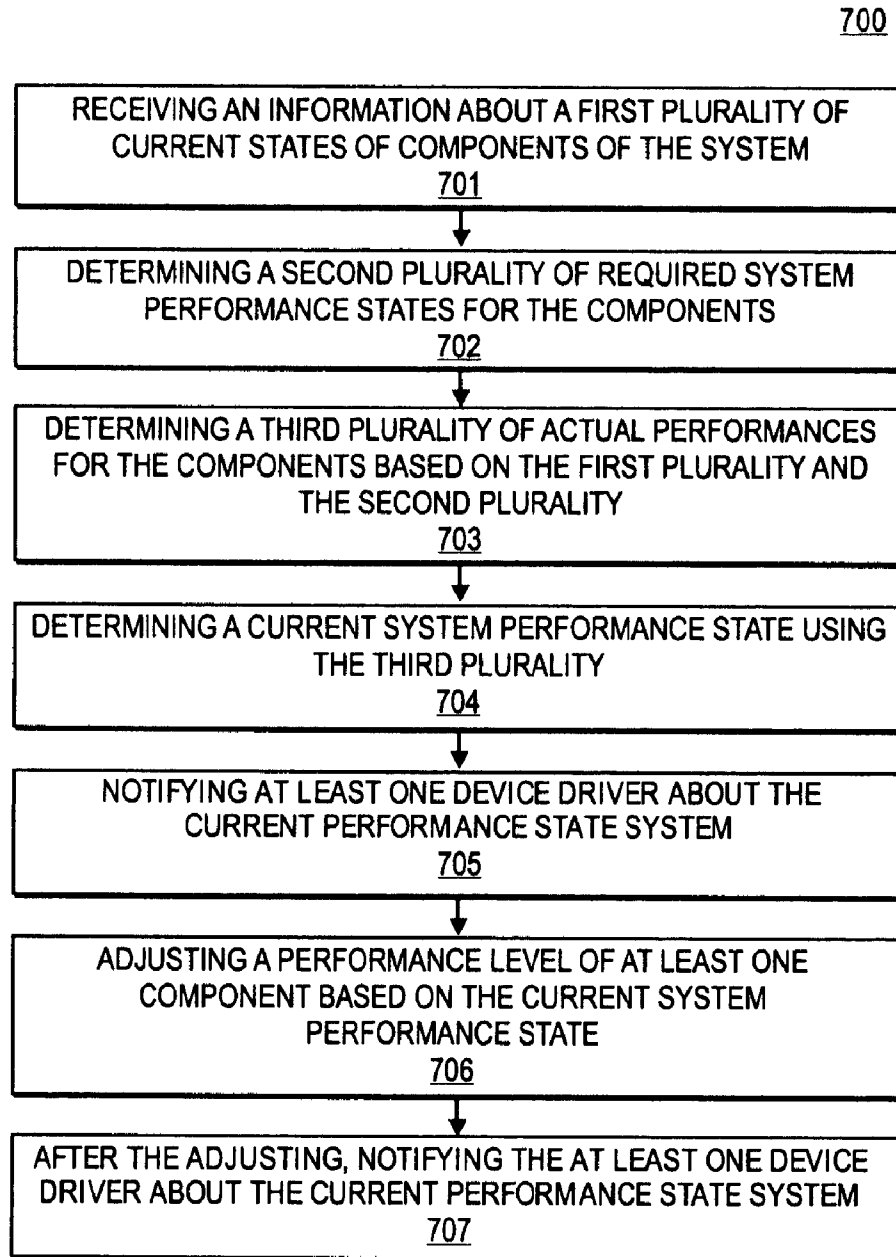 700
RECEIVING AN INFORMATION ABOUT A FIRST PLURALITY OF
CURRENT STATES OF COMPONENTS OF THE SYSTEM
701
DETERMINING A SECOND PLURALITY OF REQUIRED SYSTEM
PERFORMANCE STATES FOR THE COMPONENTS
702
DETERMINING A THIRD PLURALITY OF ACTUAL PERFORMANCES
FOR THE COMPONENTS BASED ON THE FIRST PLURALITY AND
THE SECOND PLURALITY
703
DETERMINING A CURRENT SYSTEM PERFORMANCE STATE USING
THE THIRD PLURALITY
704
NOTIFYING AT LEAST ONE DEVICE DRIVER ABOUT THE
CURRENT PERFORMANCE STATE SYSTEM
705
ADJUSTING A PERFORMANCE LEVEL OF AT LEAST ONE
COMPONENT BASED ON THE CURRENT SYSTEM
PERFORMANCE STATE
706
AFTER THE ADJUSTING, NOTIFYING THE AT LEAST ONE DEVICE
DRIVER ABOUT THE CURRENT PERFORMANCE STATE SYSTEM
707